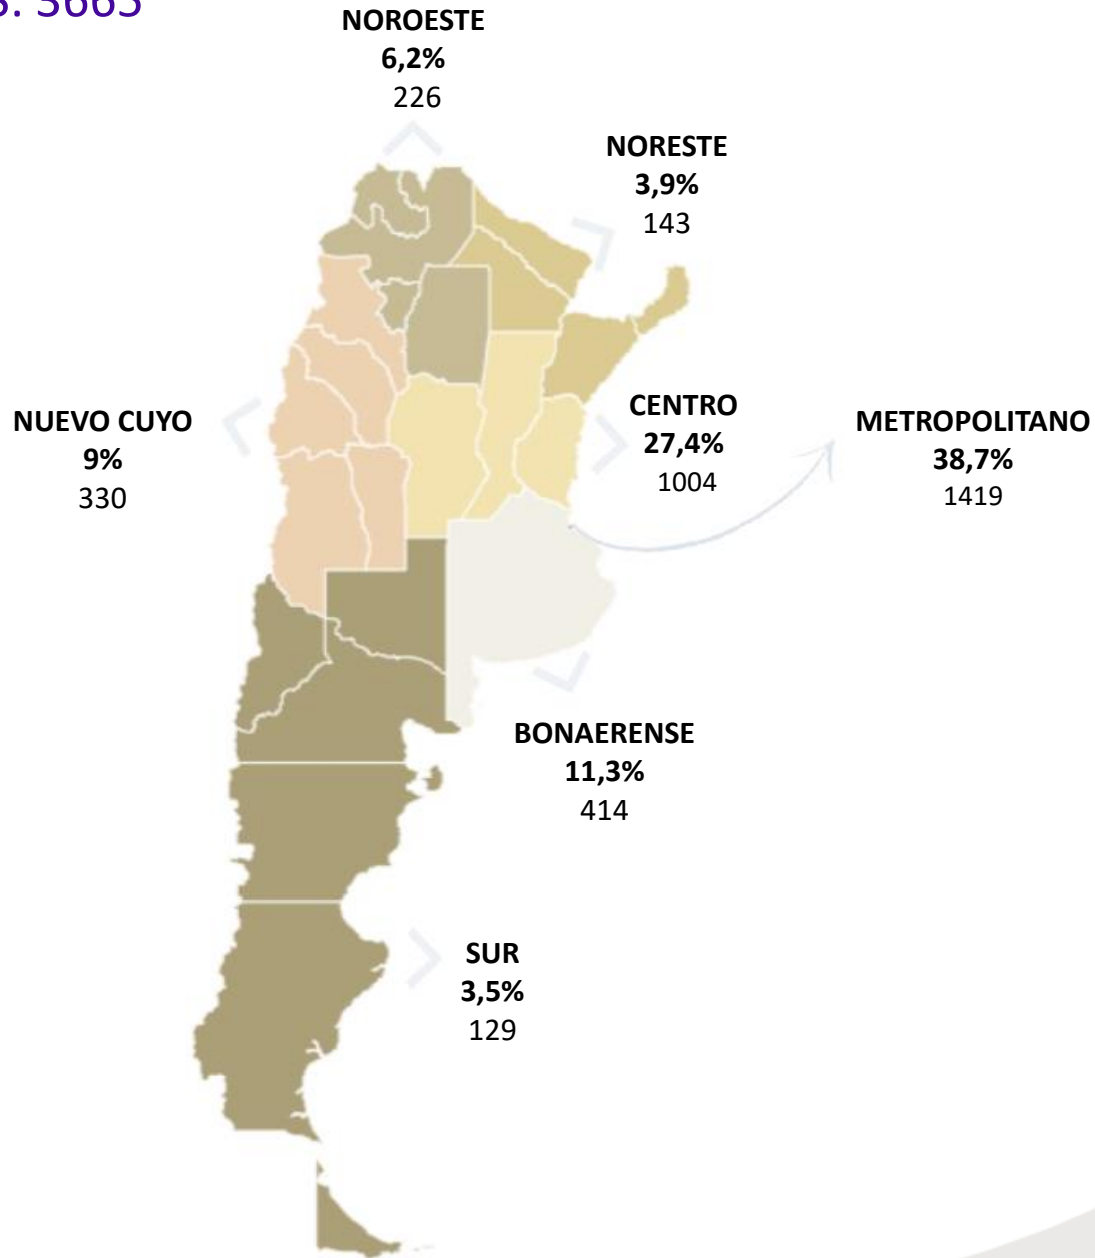 S: 3665
NOROESTE
6,2%
226
NORESTE
3,9%
143
NUEVO CUYO
9%
330
CENTRO
27,4%
1004
METROPOLITANO
38,7%
1419
BONAERENSE
11,3%
414
SUR
3,5%
129